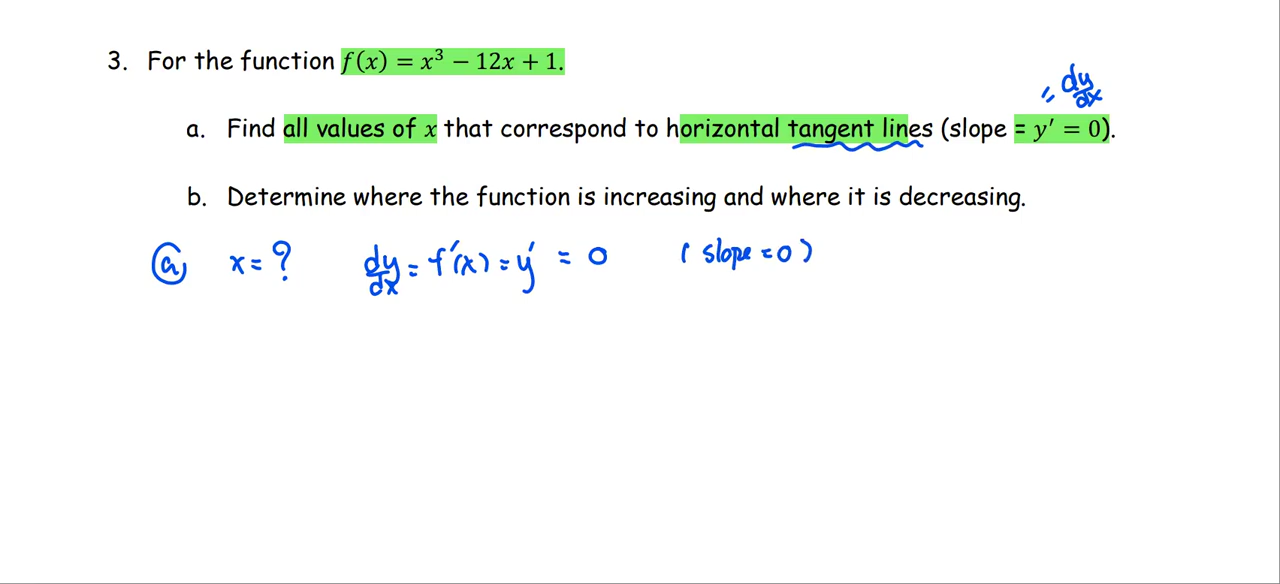 3. For the function f(x) = x³ − 12x + 1.
= dy/dx
a. Find all values of x that correspond to horizontal tangent lines (slope = y′ = 0).
b. Determine where the function is increasing and where it is decreasing.
ⓐ x = ? dy/dx = f′(x) = y′ = 0 (slope = 0)